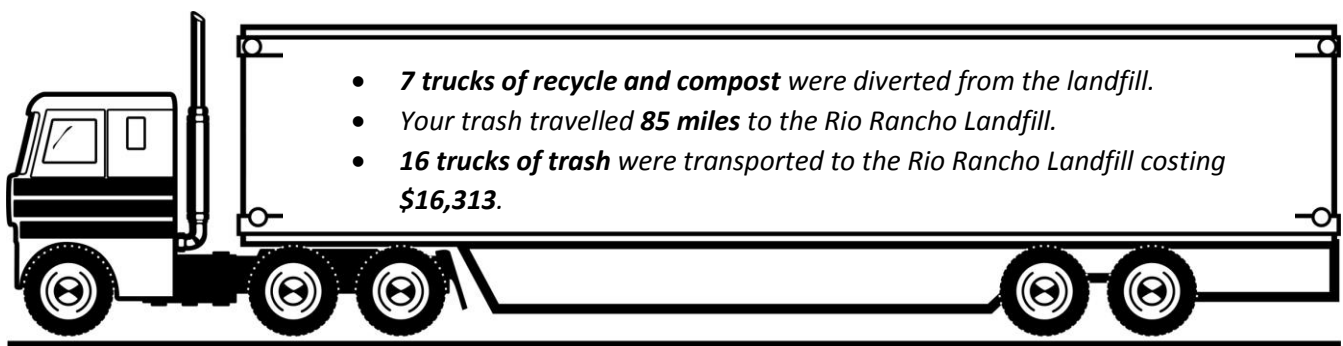 • 7 trucks of recycle and compost were diverted from the landfill.
• Your trash travelled 85 miles to the Rio Rancho Landfill.
• 16 trucks of trash were transported to the Rio Rancho Landfill costing
$16,313.